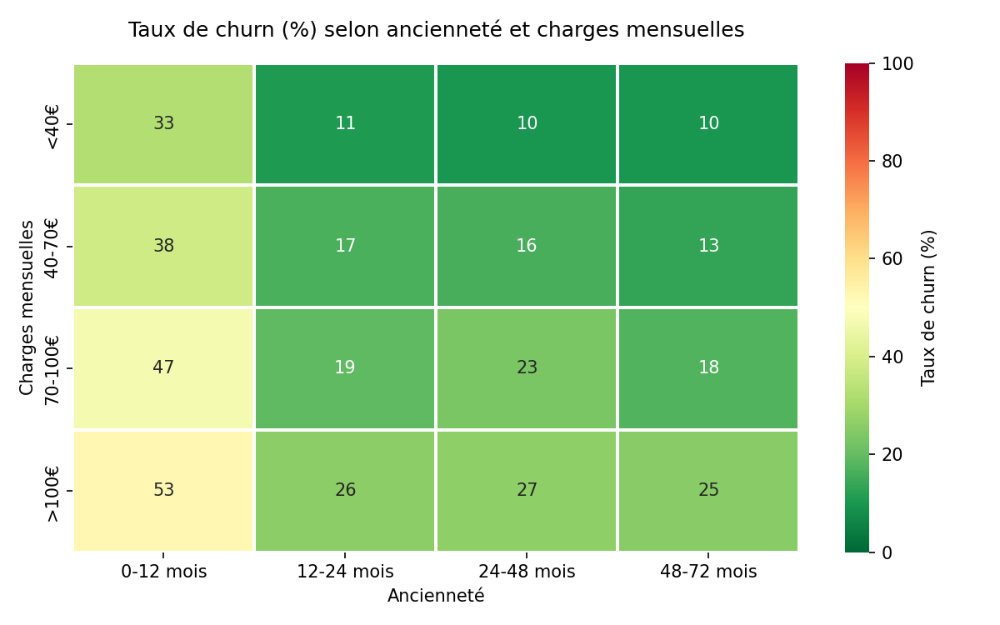 Taux de churn (%) selon ancienneté et charges mensuelles
Charges mensuelles
<40€
33 11 10 10
40-70€
38 17 16 13
70-100€
47 19 23 18
>100€
53 26 27 25
0-12 mois 12-24 mois 24-48 mois 48-72 mois
Ancienneté
100
80
60
40
20
0
Taux de churn (%)